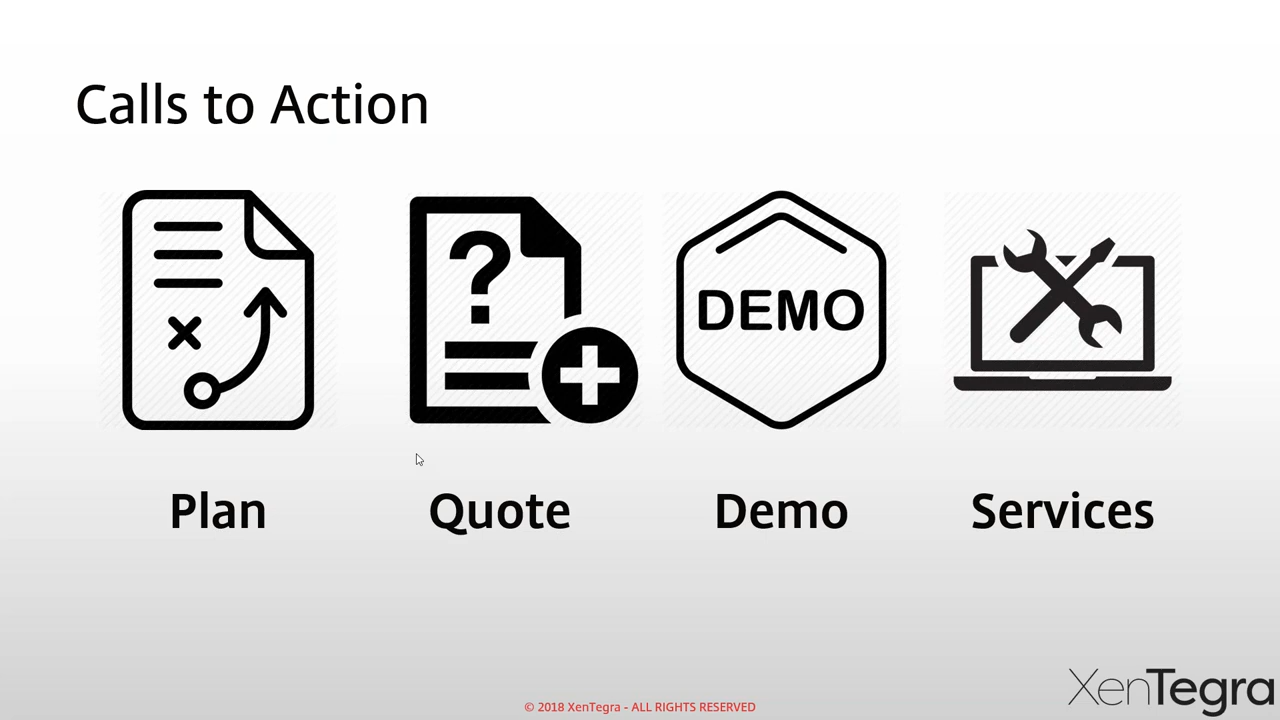 Calls to Action
?
DEMO
Plan
Quote
Demo
Services
XenTegra
© 2018 XenTegra - ALL RIGHTS RESERVED